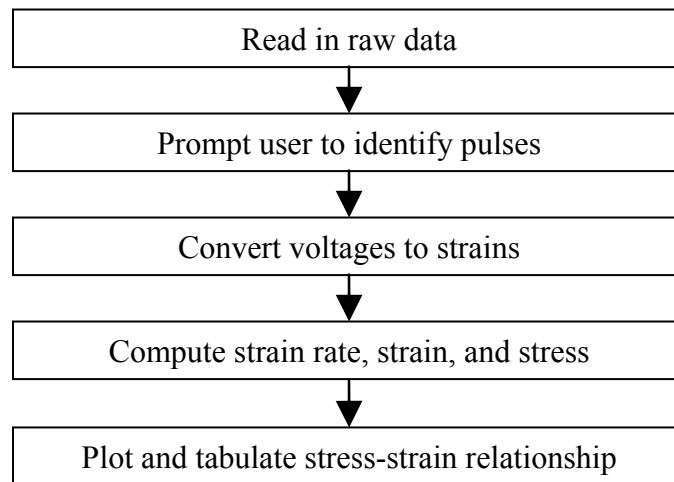 Read in raw data
Prompt user to identify pulses
Convert voltages to strains
Compute strain rate, strain, and stress
Plot and tabulate stress-strain relationship